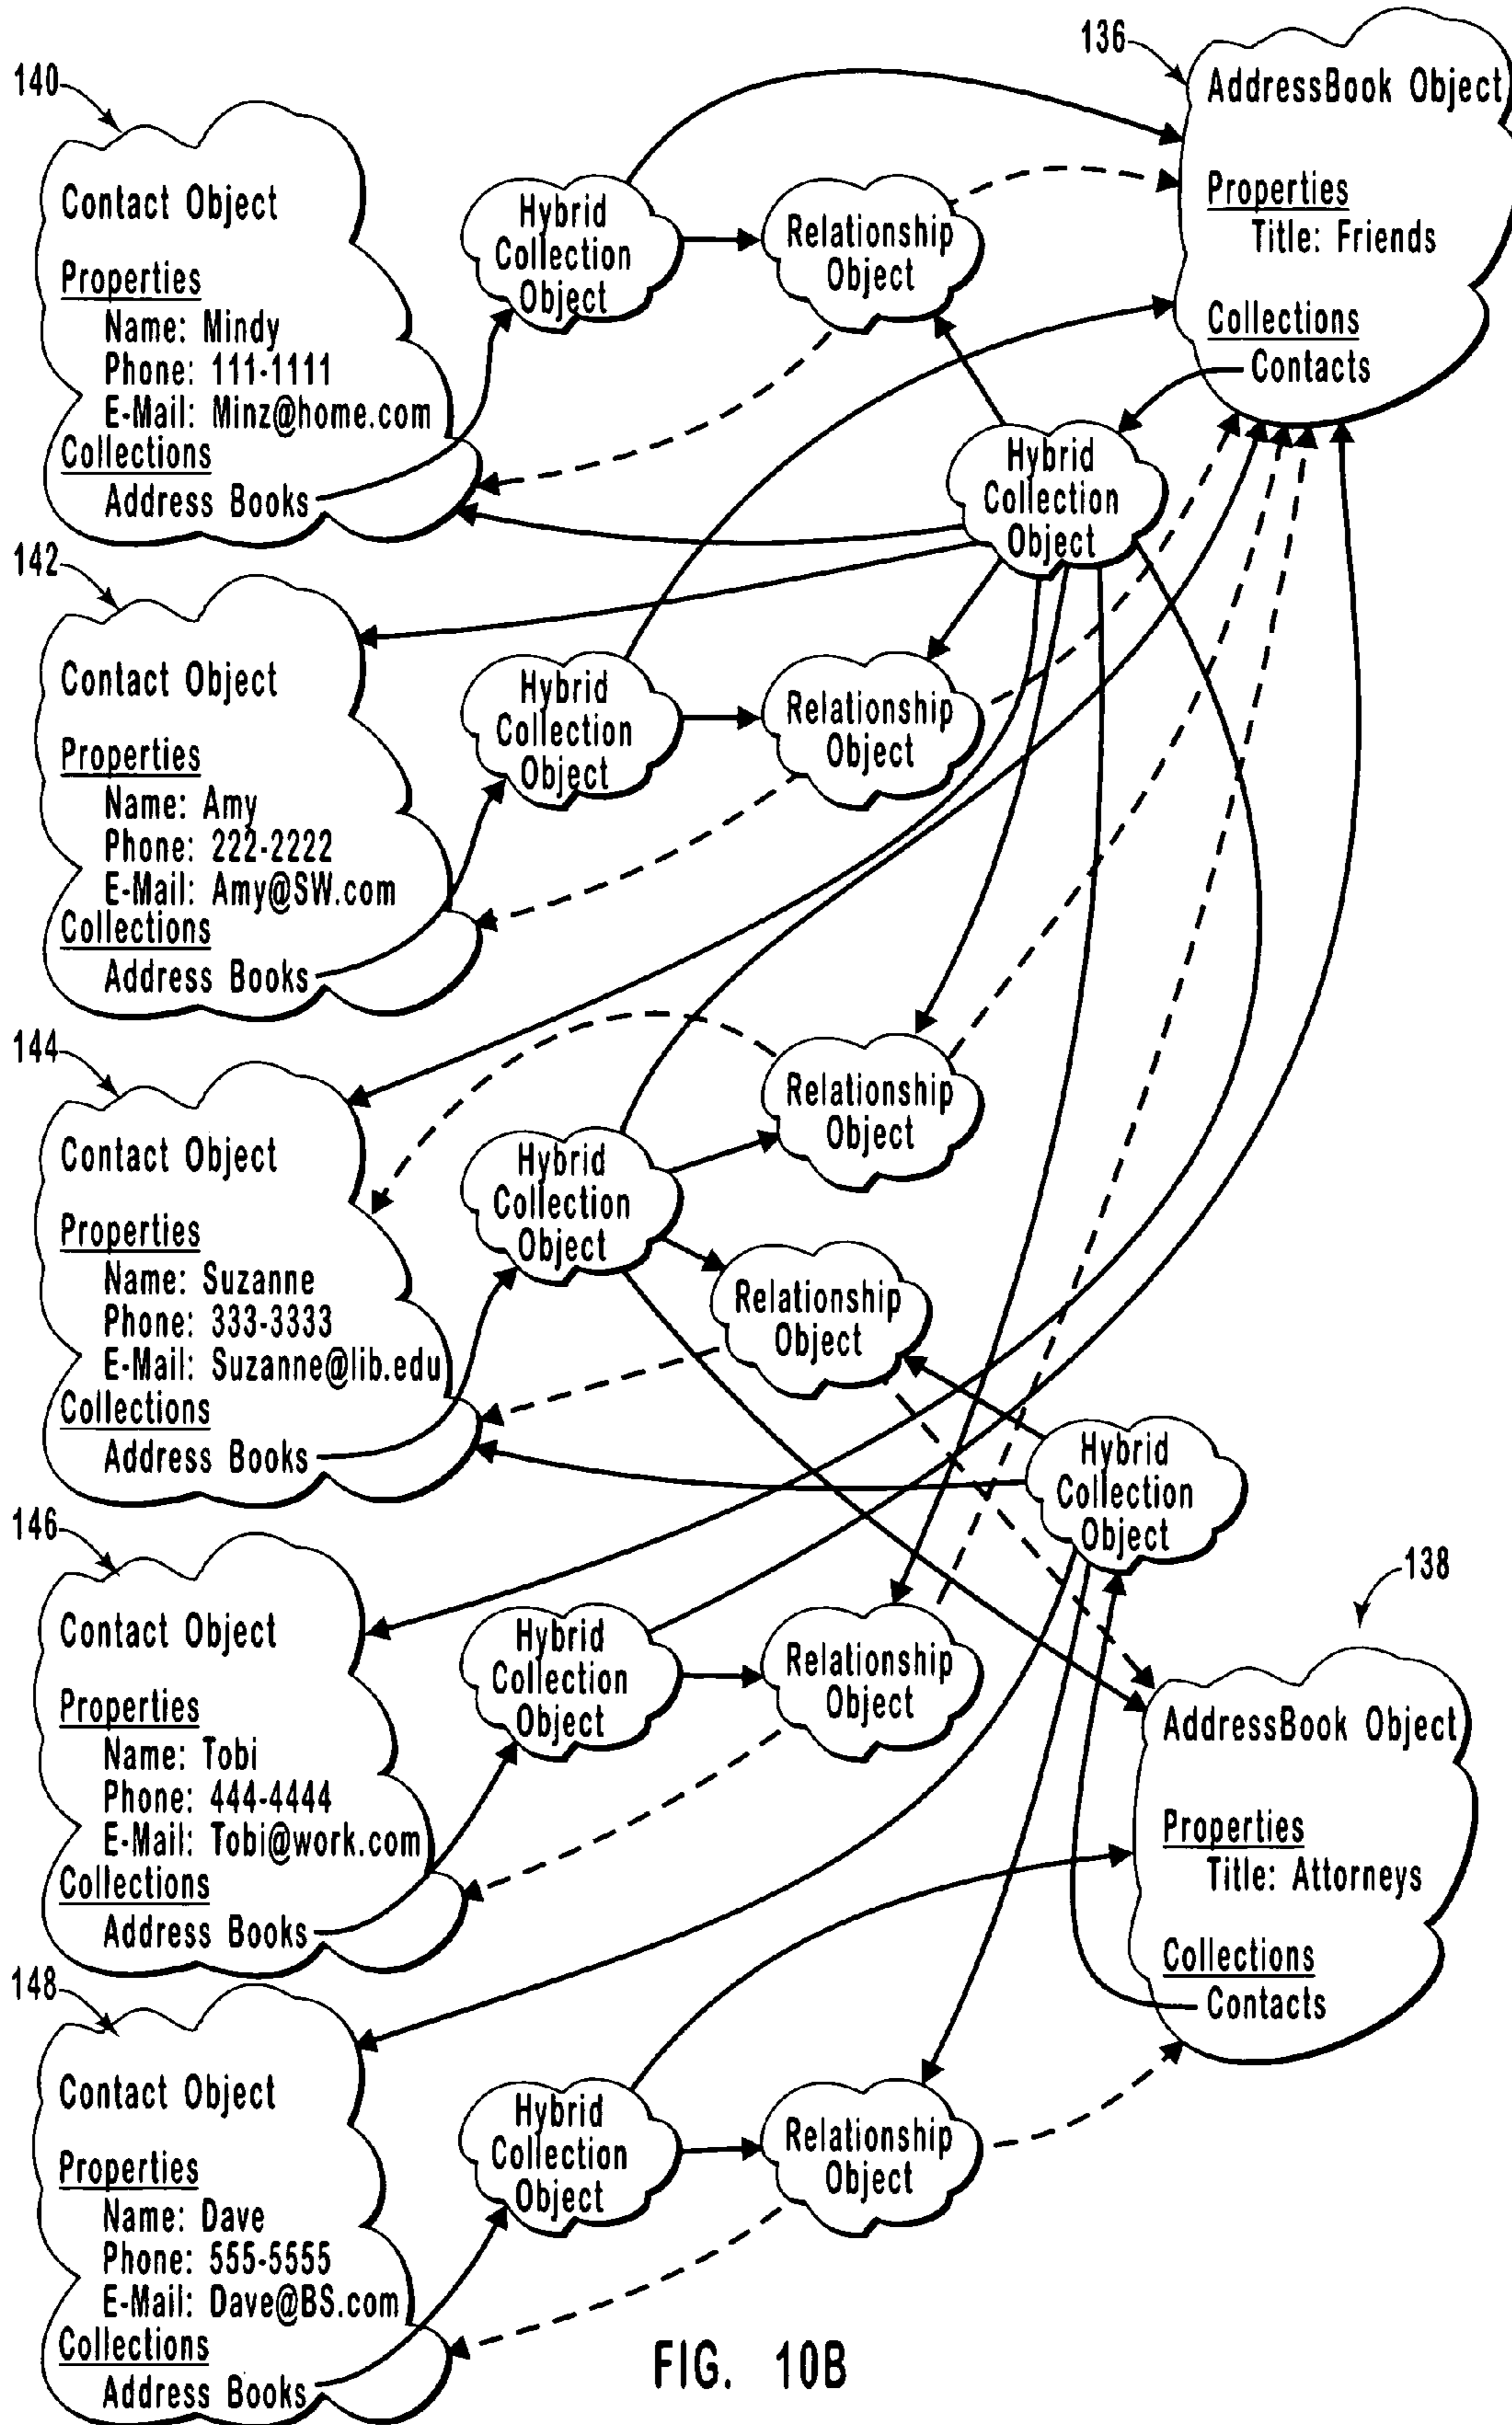 136
AddressBook Object
Properties
Title: Friends
Collections
Contacts
140
Contact Object
Properties
Name: Mindy
Phone: 111-1111
E-Mail: Minz@home.com
Collections
Address Books
Hybrid
Collection
Object
Relationship
Object
Hybrid
Collection
Object
142
Contact Object
Properties
Name: Amy
Phone: 222-2222
E-Mail: Amy@SW.com
Collections
Address Books
Hybrid
Collection
Object
Relationship
Object
144
Contact Object
Properties
Name: Suzanne
Phone: 333-3333
E-Mail: Suzanne@lib.edu
Collections
Address Books
Hybrid
Collection
Object
Relationship
Object
Relationship
Object
Hybrid
Collection
Object
146
Contact Object
Properties
Name: Tobi
Phone: 444-4444
E-Mail: Tobi@work.com
Collections
Address Books
Hybrid
Collection
Object
Relationship
Object
138
AddressBook Object
Properties
Title: Attorneys
Collections
Contacts
148
Contact Object
Properties
Name: Dave
Phone: 555-5555
E-Mail: Dave@BS.com
Collections
Address Books
Hybrid
Collection
Object
Relationship
Object
FIG. 10B